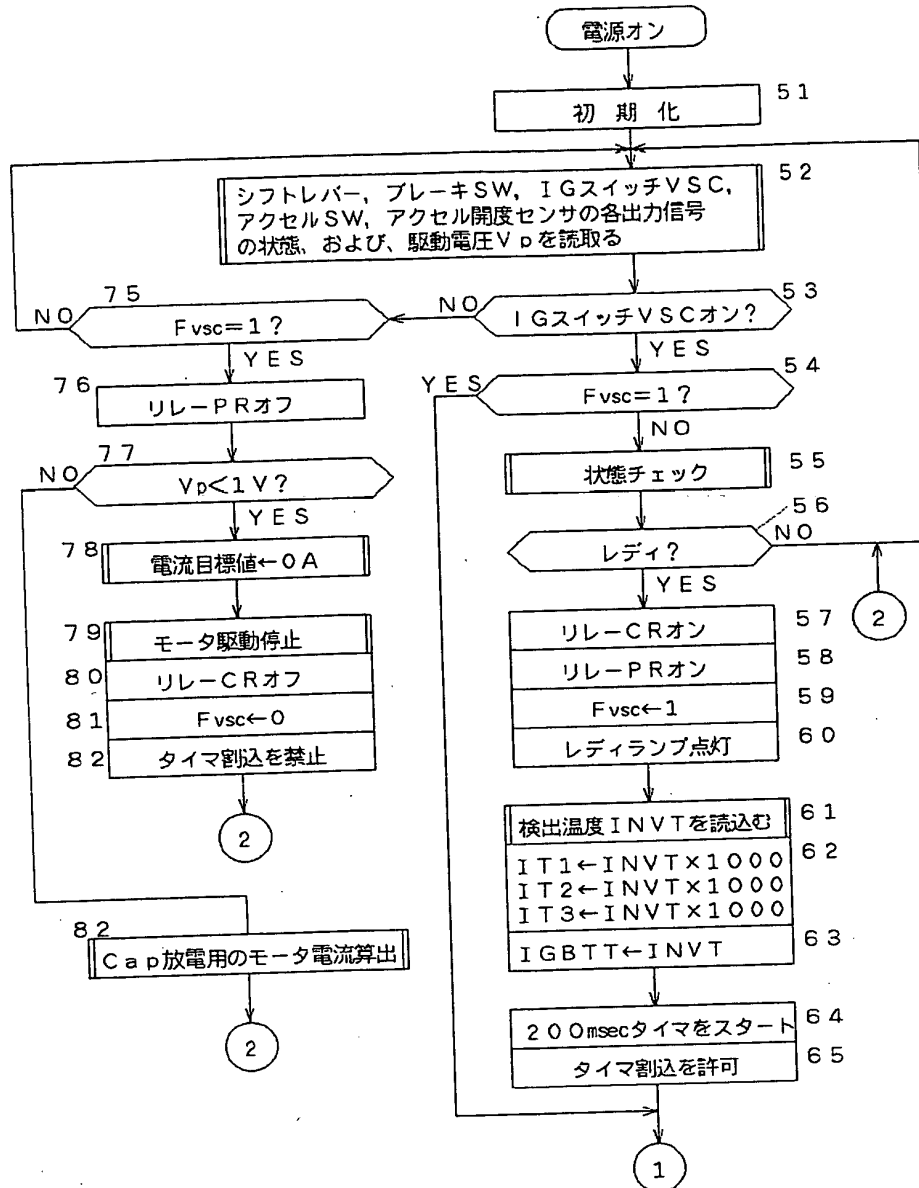 電源オン
51
初期化
52
シフトレバー，ブレーキSW，IGスイッチVSC，
アクセルSW，アクセル開度センサの各出力信号
の状態、および、駆動電圧Vpを読取る
53
IGスイッチVSCオン？
NO
YES
75
Fvsc=1？
NO
YES
76
リレーPRオフ
77
Vp<1V？
NO
YES
78
電流目標値←0A
79
モータ駆動停止
80
リレーCRオフ
81
Fvsc←0
82
タイマ割込を禁止
2
82
Cap放電用のモータ電流算出
2
54
Fvsc=1？
YES
NO
55
状態チェック
56
レディ？
NO
YES
2
57
リレーCRオン
58
リレーPRオン
59
Fvsc←1
60
レディランプ点灯
61
検出温度INVTを読込む
62
IT1←INVT×1000
IT2←INVT×1000
IT3←INVT×1000
63
IGBTT←INVT
64
200msecタイマをスタート
65
タイマ割込を許可
1